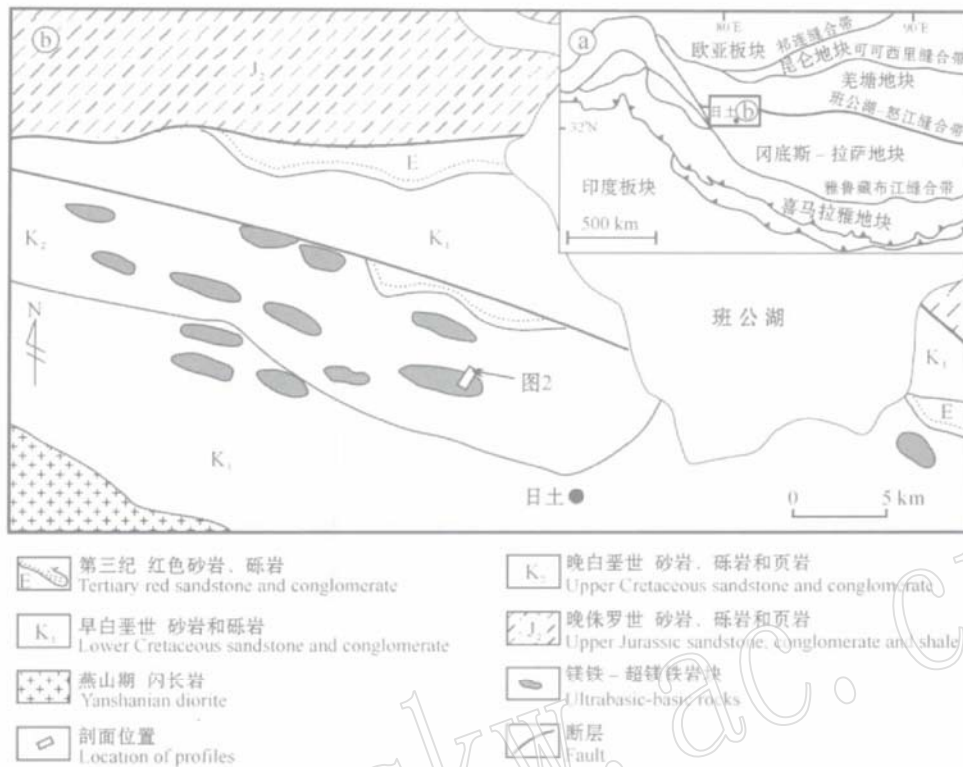 b
J₂
E
K₁
K₂
N
图2
K₁
日土
班公湖
K₁
E
0 5 km
a
80°E
90°E
32°N
欧亚板块
祁连缝合带
昆仑地块
可可西里缝合带
羌塘地块
日土
b
班公湖-怒江缝合带
冈底斯-拉萨地块
雅鲁藏布江缝合带
印度板块
喜马拉雅地块
500 km
E
第三纪 红色砂岩、砾岩
Tertiary red sandstone and conglomerate
K₁
早白垩世 砂岩和砾岩
Lower Cretaceous sandstone and conglomerate
燕山期 闪长岩
Yanshanian diorite
剖面位置
Location of profiles
K₂
晚白垩世 砂岩、砾岩和页岩
Upper Cretaceous sandstone and conglomerate
J₂
晚侏罗世 砂岩、砾岩和页岩
Upper Jurassic sandstone, conglomerate and shale
镁铁-超镁铁岩块
Ultrabasic-basic rocks
断层
Fault